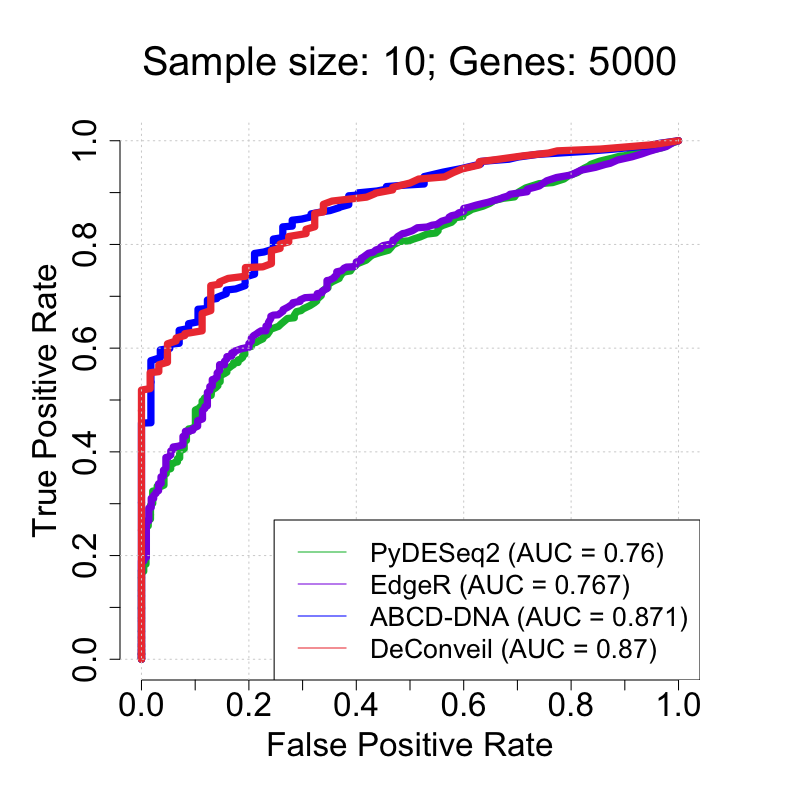 Sample size: 10; Genes: 5000
True Positive Rate
1.0
0.8
0.6
0.4
0.2
0.0
PyDESeq2 (AUC = 0.76)
EdgeR (AUC = 0.767)
ABCD-DNA (AUC = 0.871)
DeConveil (AUC = 0.87)
0.0 0.2 0.4 0.6 0.8 1.0
False Positive Rate